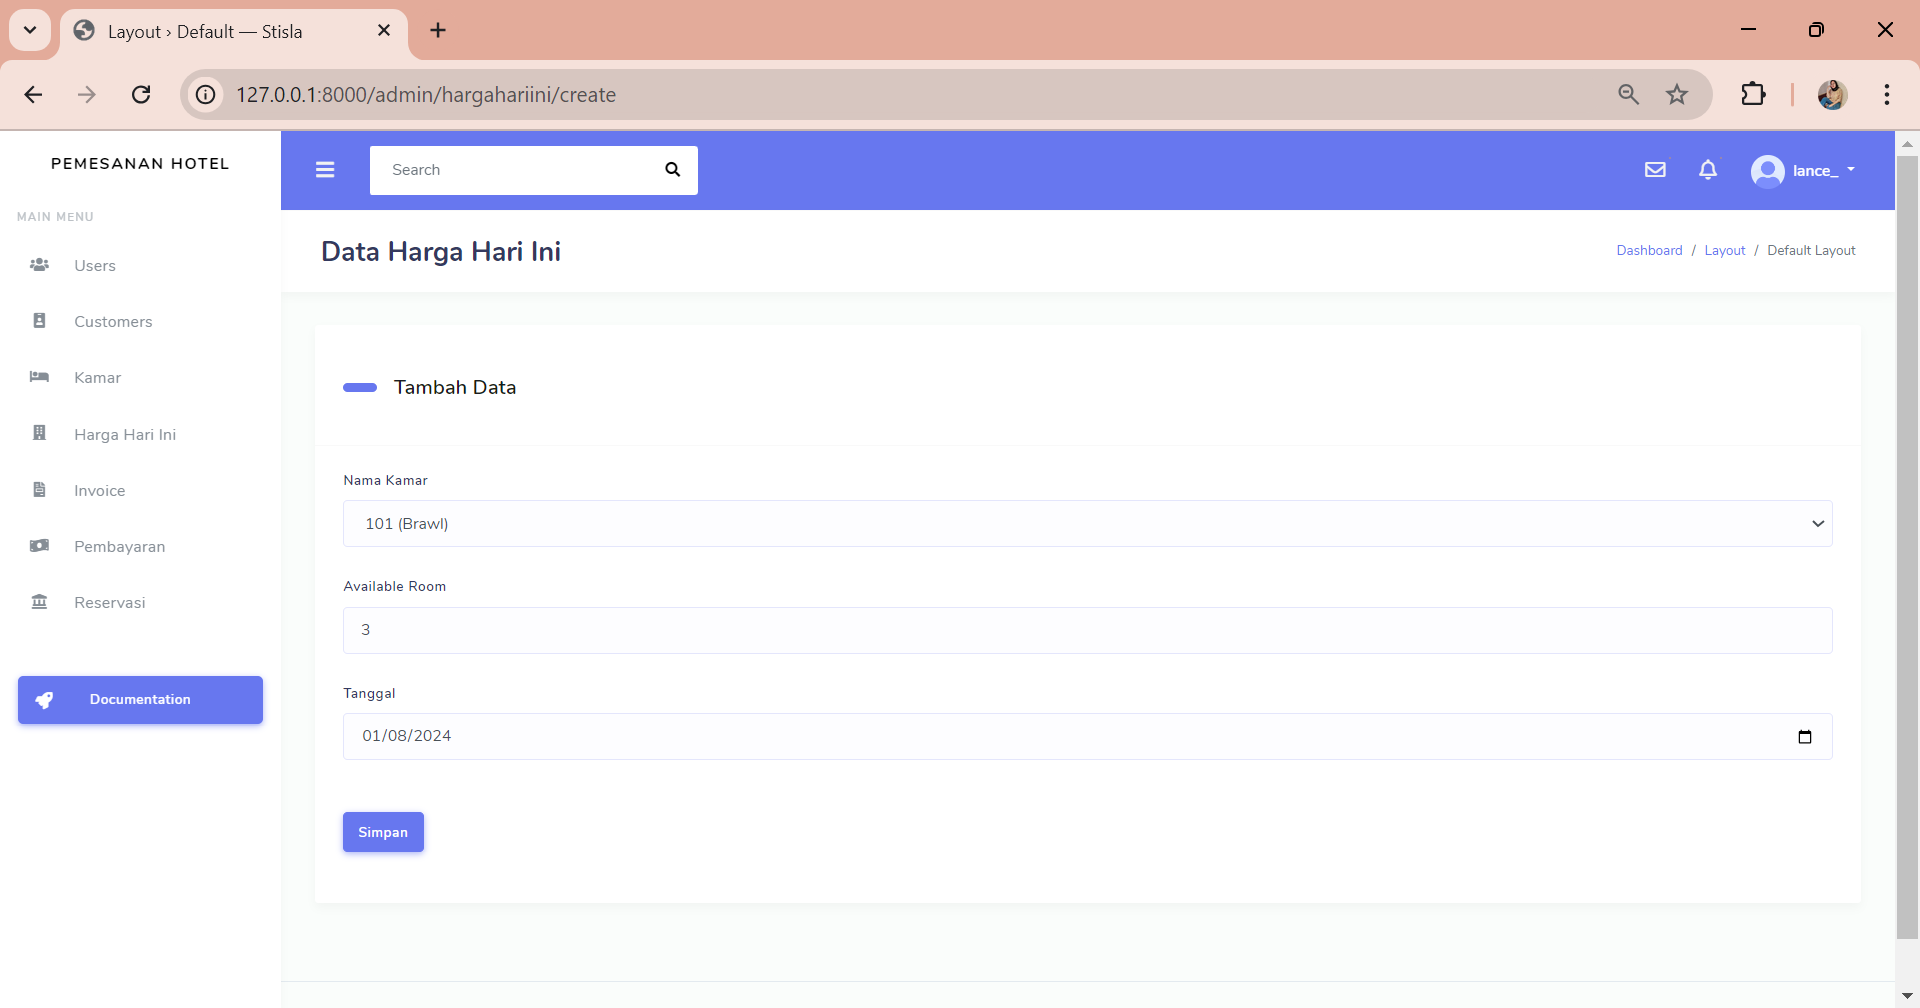 Layout › Default — Stisla
127.0.0.1:8000/admin/hargahariini/create
PEMESANAN HOTEL
MAIN MENU
Users
Customers
Kamar
Harga Hari Ini
Invoice
Pembayaran
Reservasi
Documentation
Search
lance_
Data Harga Hari Ini
Dashboard / Layout / Default Layout
Tambah Data
Nama Kamar
101 (Brawl)
Available Room
3
Tanggal
01/08/2024
Simpan